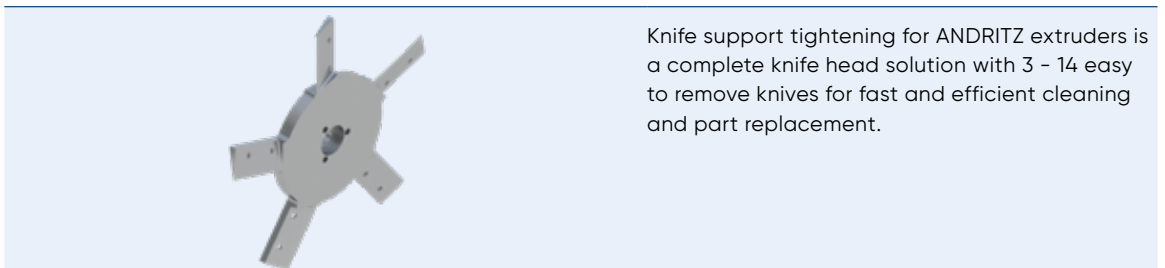 Knife support tightening for ANDRITZ extruders is
a complete knife head solution with 3 - 14 easy
to remove knives for fast and efficient cleaning
and part replacement.